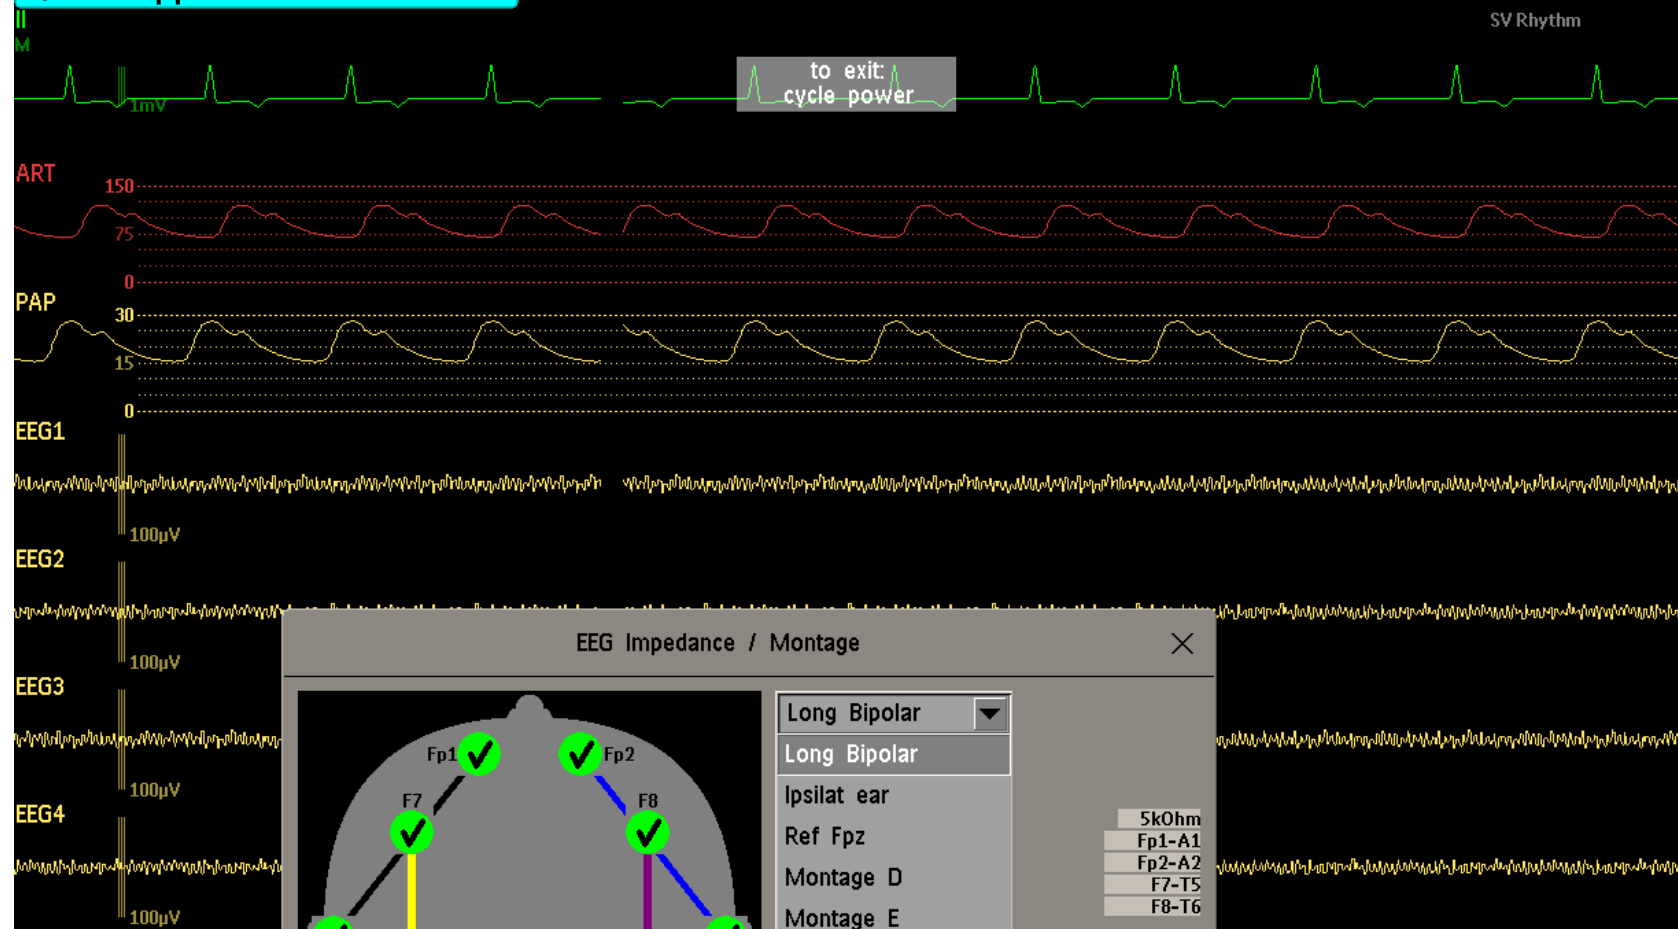 II
SV Rhythm
M
to exit:
cycle power
1mV
ART
150
75
0
PAP
30
15
0
EEG1
100µV
EEG2
100µV
EEG Impedance / Montage
EEG3
100µV
Long Bipolar
Long Bipolar
Ipsilat ear
Ref Fpz
Montage D
Montage E
Fp1
Fp2
F7
F8
EEG4
100µV
5kOhm
Fp1-A1
Fp2-A2
F7-T5
F8-T6